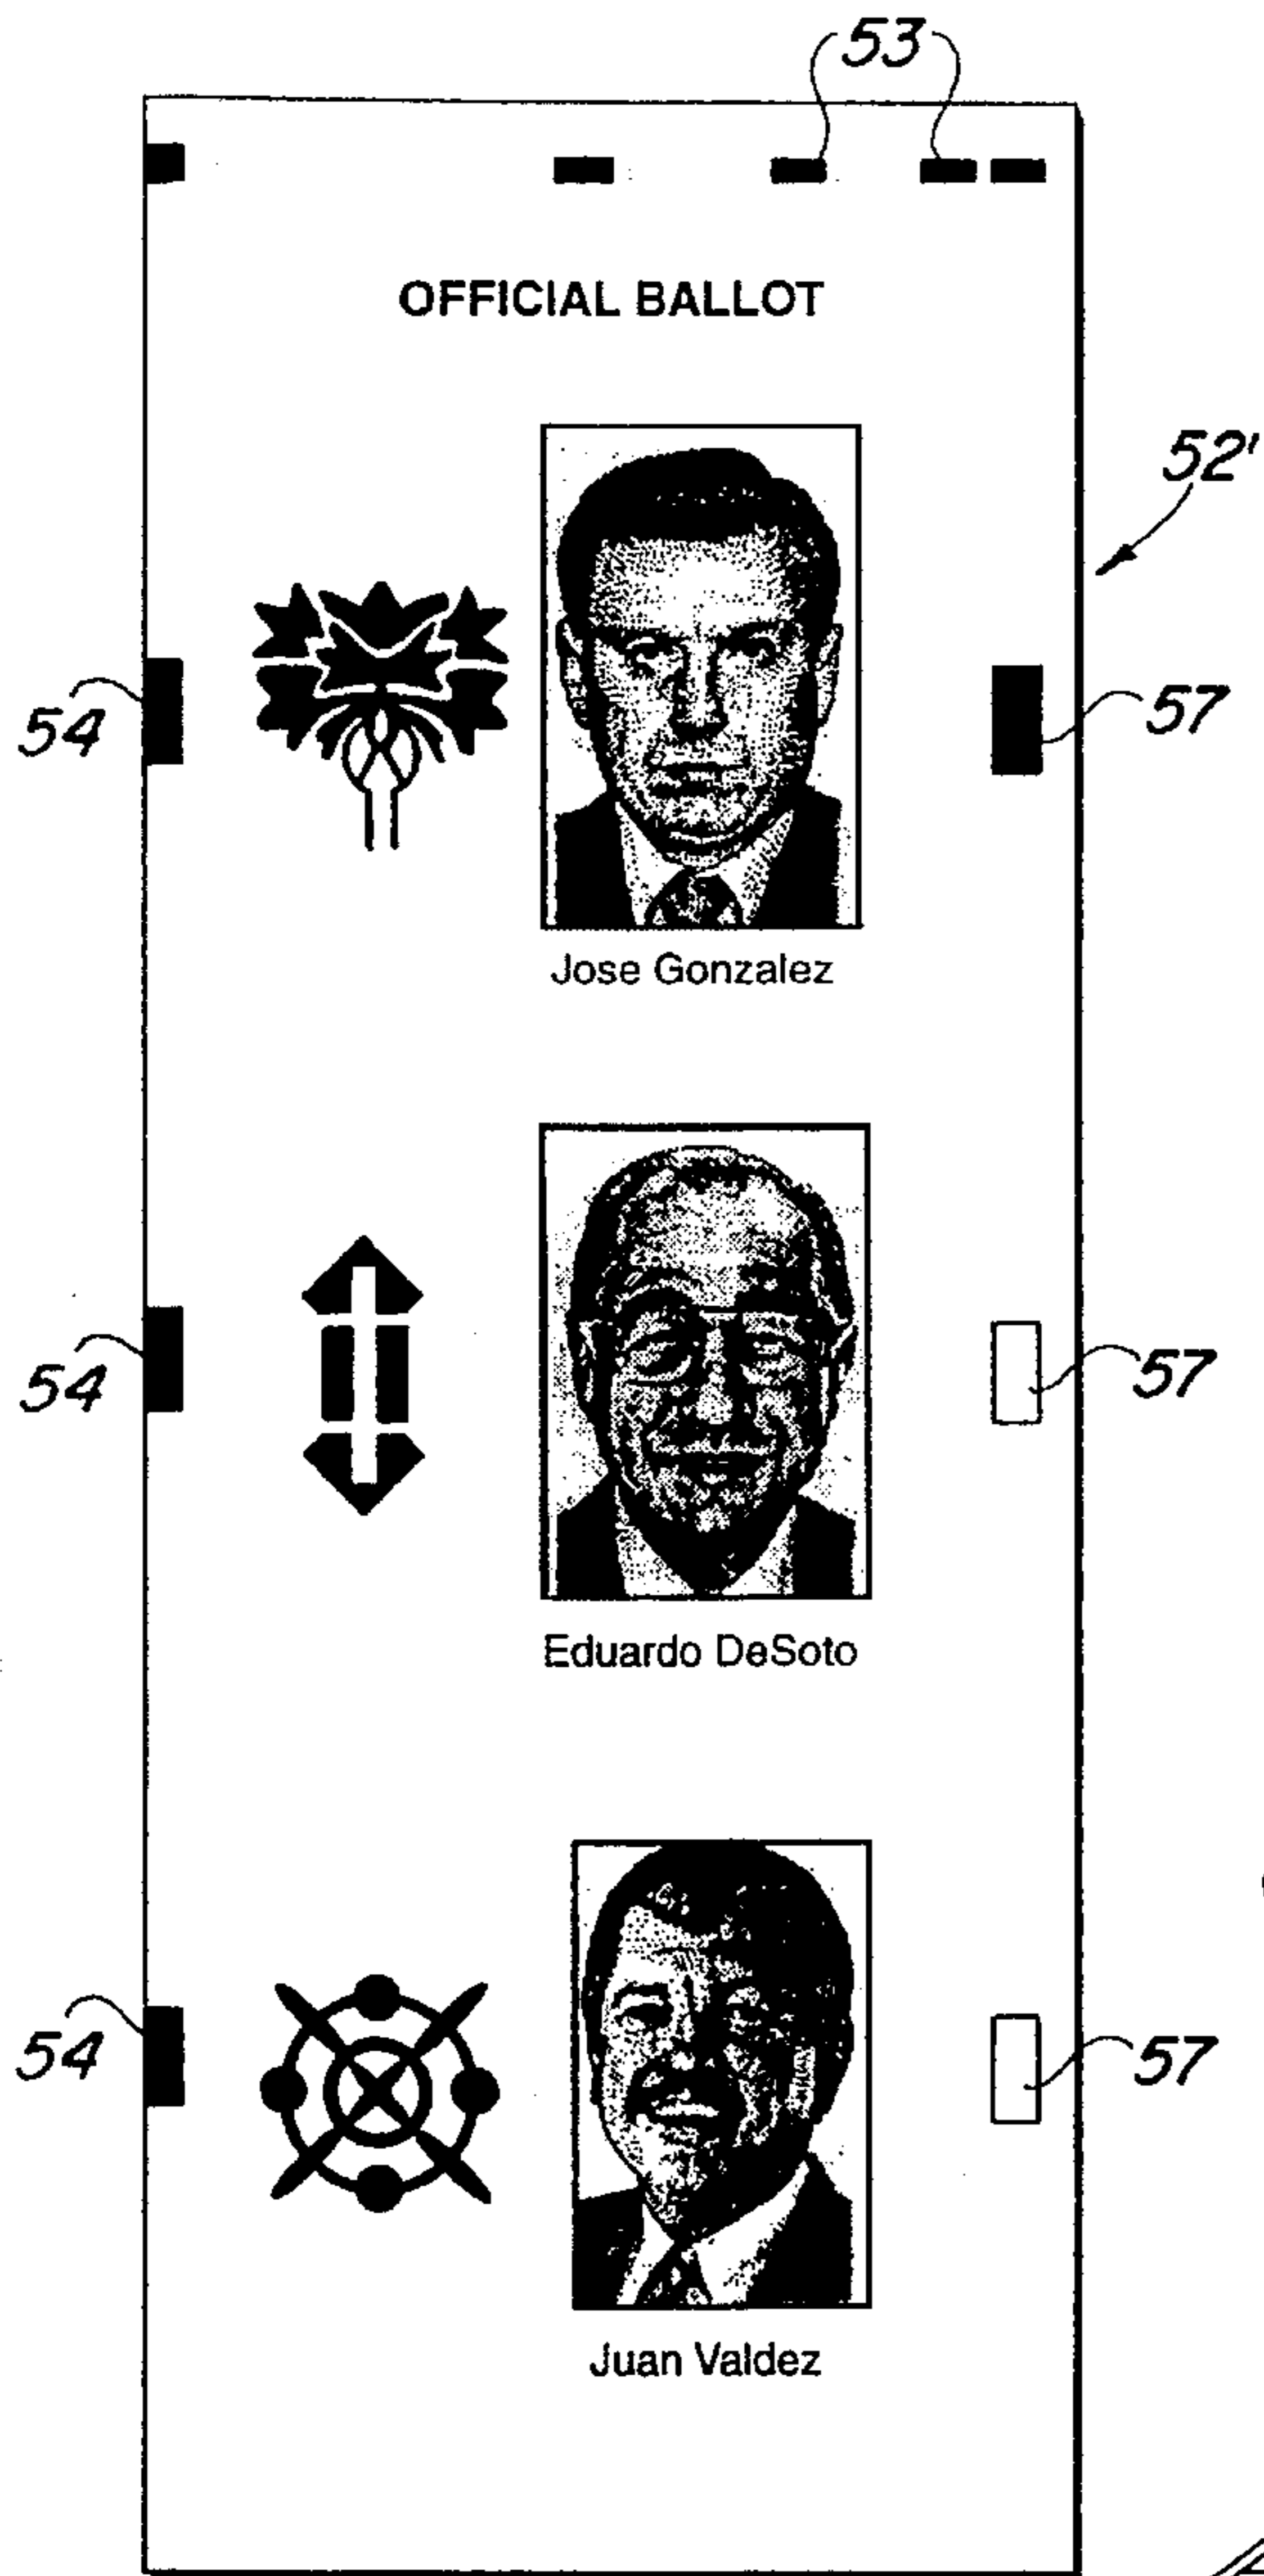 53
OFFICIAL BALLOT
52'
54
57
Jose Gonzalez
54
57
Eduardo DeSoto
54
57
Juan Valdez